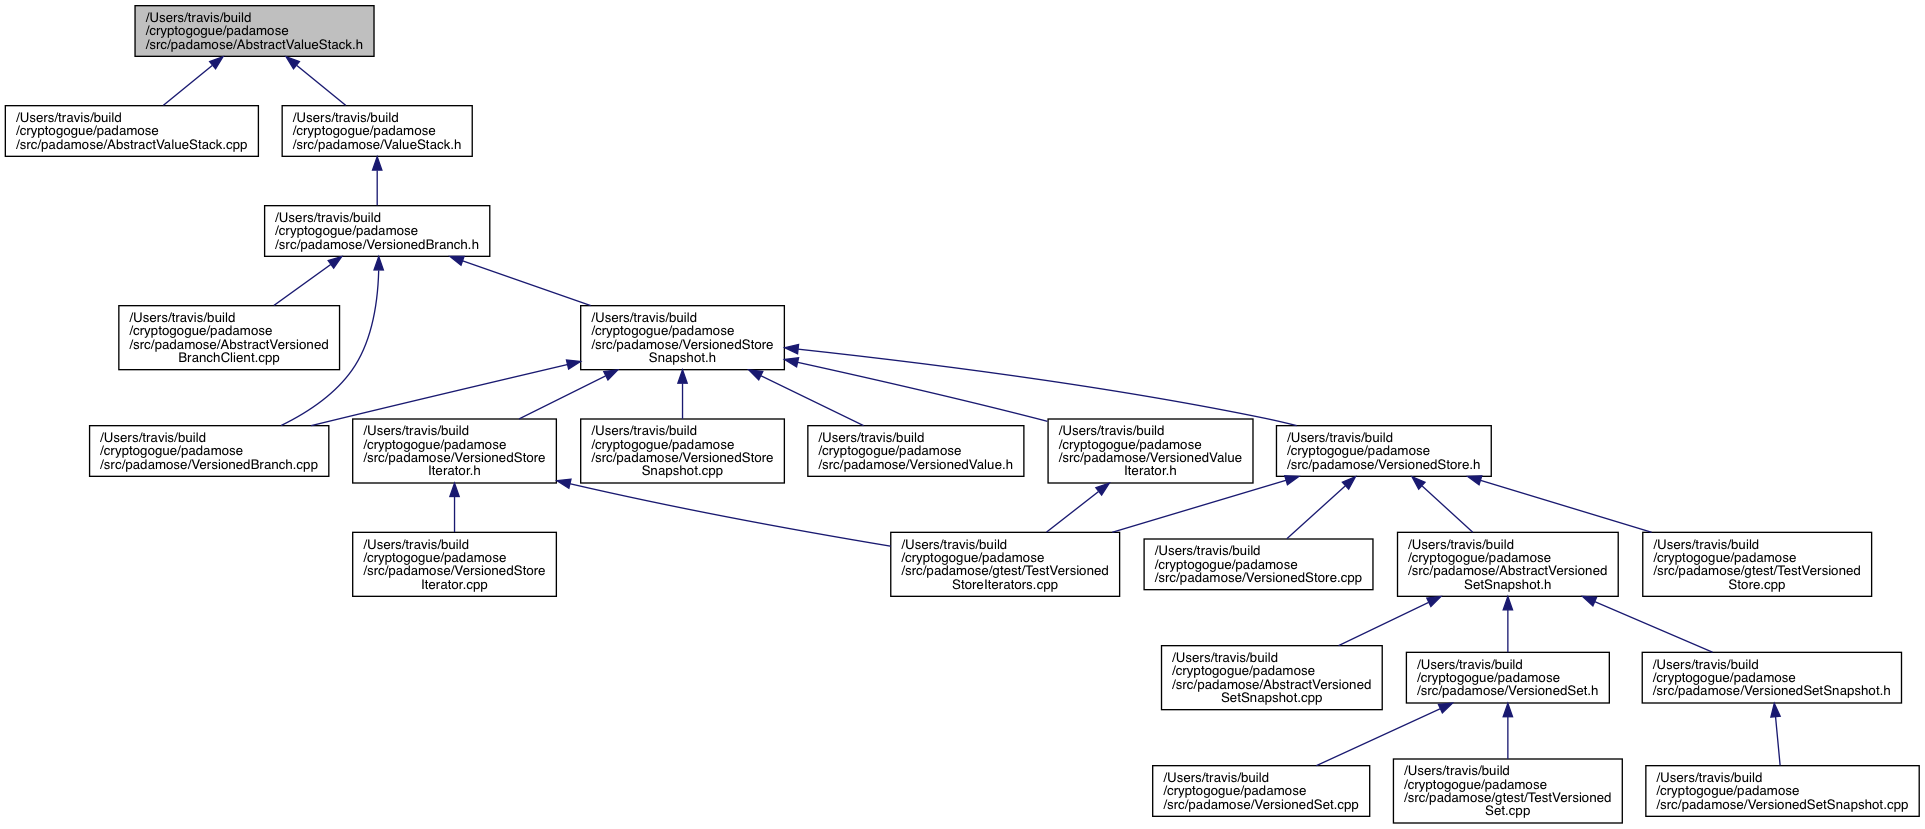 /Users/travis/build
/cryptogogue/padamose
/src/padamose/AbstractValueStack.h
/Users/travis/build
/cryptogogue/padamose
/src/padamose/AbstractValueStack.cpp
/Users/travis/build
/cryptogogue/padamose
/src/padamose/ValueStack.h
/Users/travis/build
/cryptogogue/padamose
/src/padamose/VersionedBranch.h
/Users/travis/build
/cryptogogue/padamose
/src/padamose/AbstractVersioned
BranchClient.cpp
/Users/travis/build
/cryptogogue/padamose
/src/padamose/VersionedStore
Snapshot.h
/Users/travis/build
/cryptogogue/padamose
/src/padamose/VersionedBranch.cpp
/Users/travis/build
/cryptogogue/padamose
/src/padamose/VersionedStore
Iterator.h
/Users/travis/build
/cryptogogue/padamose
/src/padamose/VersionedStore
Snapshot.cpp
/Users/travis/build
/cryptogogue/padamose
/src/padamose/VersionedValue.h
/Users/travis/build
/cryptogogue/padamose
/src/padamose/VersionedValue
Iterator.h
/Users/travis/build
/cryptogogue/padamose
/src/padamose/VersionedStore.h
/Users/travis/build
/cryptogogue/padamose
/src/padamose/VersionedStore
Iterator.cpp
/Users/travis/build
/cryptogogue/padamose
/src/padamose/gtest/TestVersioned
StoreIterators.cpp
/Users/travis/build
/cryptogogue/padamose
/src/padamose/VersionedStore.cpp
/Users/travis/build
/cryptogogue/padamose
/src/padamose/AbstractVersioned
SetSnapshot.h
/Users/travis/build
/cryptogogue/padamose
/src/padamose/gtest/TestVersioned
Store.cpp
/Users/travis/build
/cryptogogue/padamose
/src/padamose/AbstractVersioned
SetSnapshot.cpp
/Users/travis/build
/cryptogogue/padamose
/src/padamose/VersionedSet.h
/Users/travis/build
/cryptogogue/padamose
/src/padamose/VersionedSetSnapshot.h
/Users/travis/build
/cryptogogue/padamose
/src/padamose/VersionedSet.cpp
/Users/travis/build
/cryptogogue/padamose
/src/padamose/gtest/TestVersioned
Set.cpp
/Users/travis/build
/cryptogogue/padamose
/src/padamose/VersionedSetSnapshot.cpp